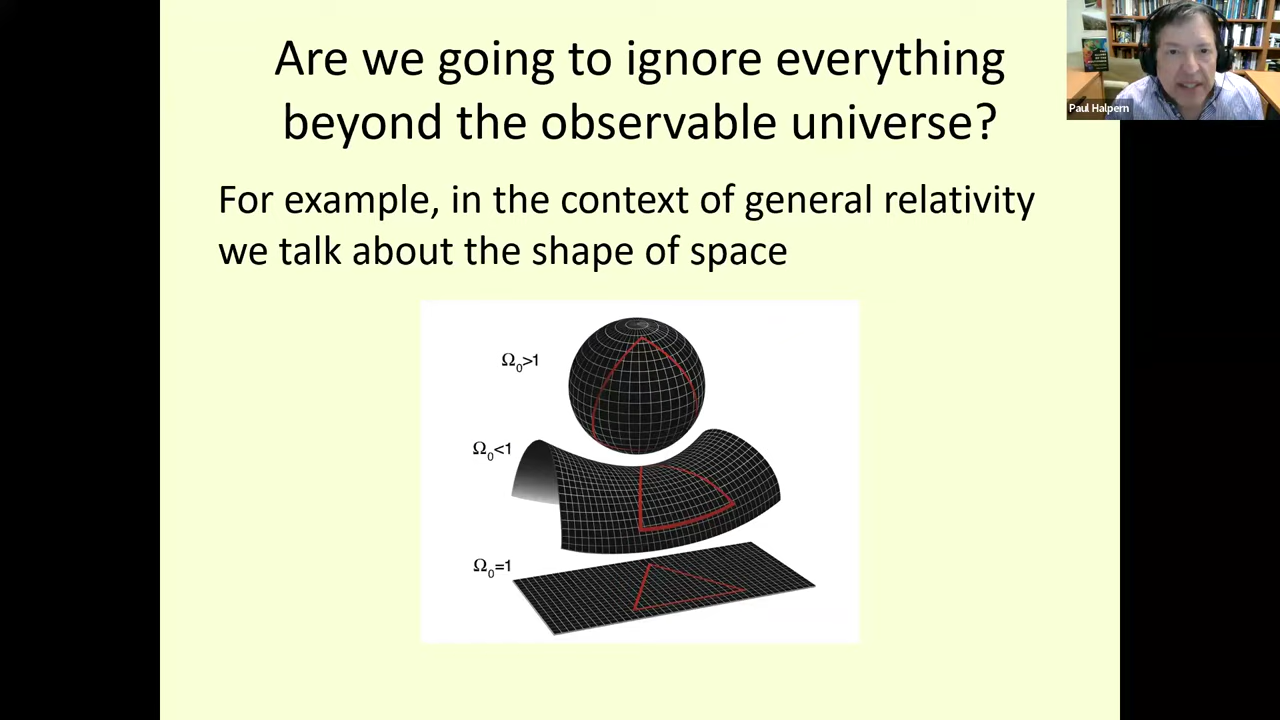 Are we going to ignore everything
beyond the observable universe?
Paul Halpern
For example, in the context of general relativity
we talk about the shape of space
Ω₀>1
Ω₀<1
Ω₀=1